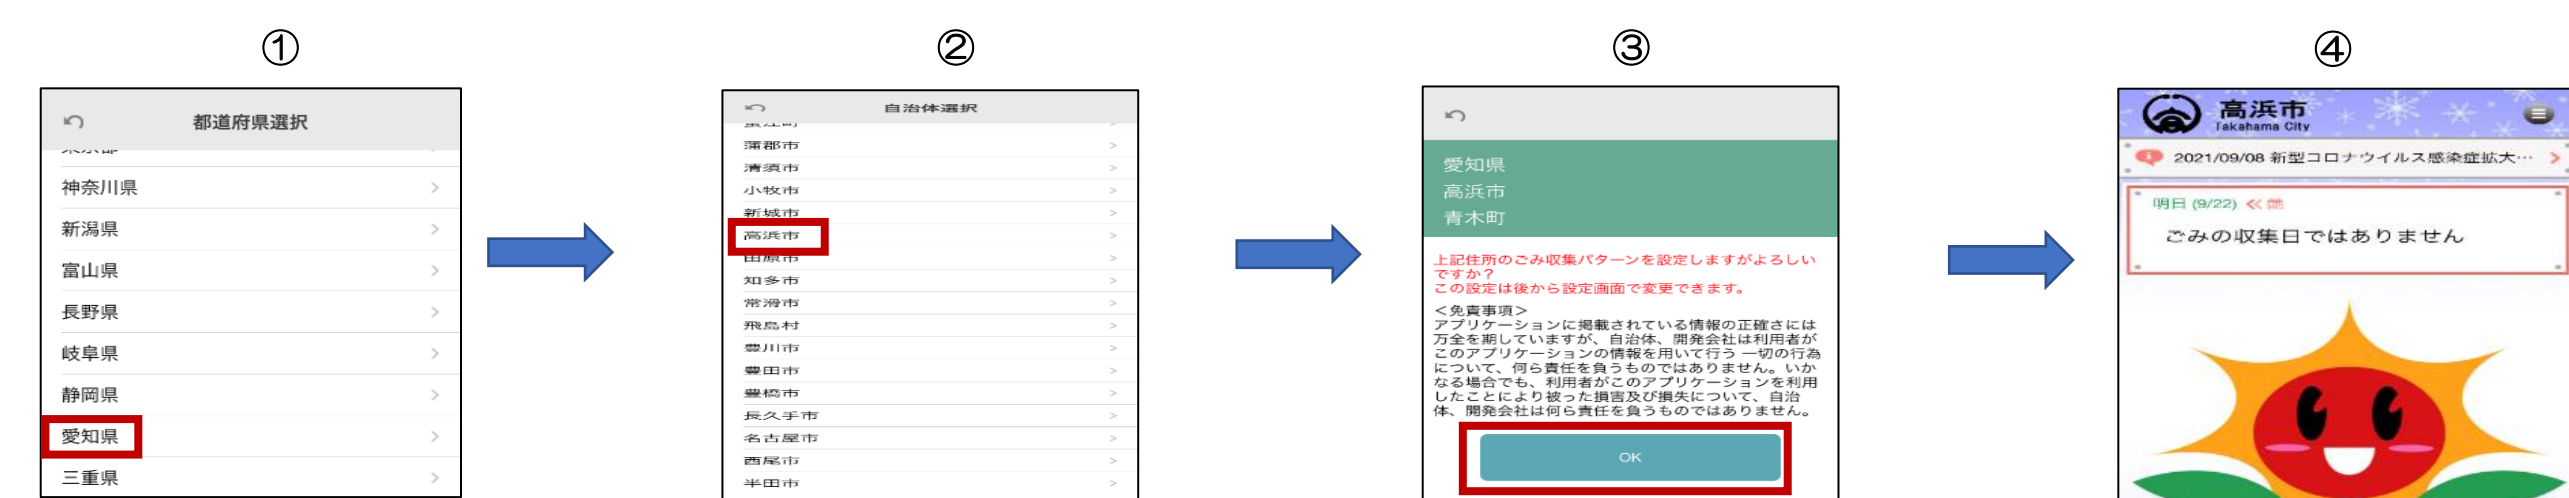 ①
都道府県選択
東京都
神奈川県
新潟県
富山県
長野県
岐阜県
静岡県
愛知県
三重県
②
自治体選択
蒲郡市
清須市
小牧市
新城市
高浜市
田原市
知多市
常滑市
飛島村
豊川市
豊田市
豊橋市
長久手市
名古屋市
西尾市
半田市
③
愛知県
高浜市
青木町
上記住所のごみ収集パターンを設定しますがよろしい
ですか？
この設定は後から設定画面で変更できます。
＜免責事項＞
アプリケーションに掲載されている情報の正確さには
万全を期していますが、自治体、開発会社は利用者が
このアプリケーションの情報を用いて行う一切の行為
について、何ら責任を負うものではありません。いか
なる場合でも、利用者がこのアプリケーションを利用
したことにより被った損害及び損失について、自治
体、開発会社は何ら責任を負うものではありません。
OK
④
高浜市
Takahama City
2021/09/08 新型コロナウイルス感染症拡大…
明日 (9/22)
ごみの収集日ではありません